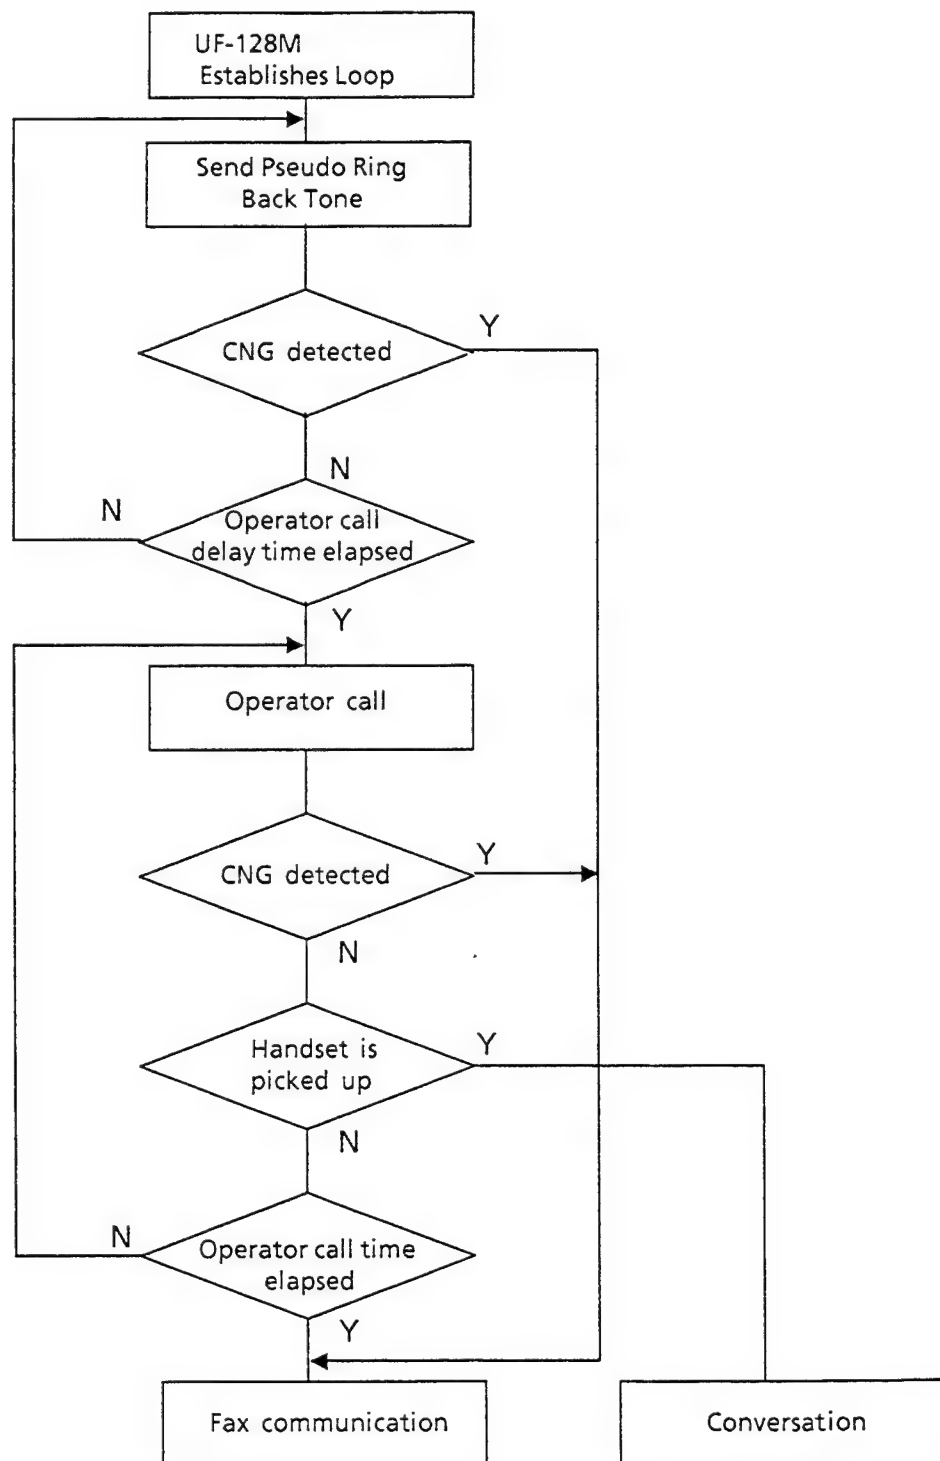 UF-128M
Establishes Loop
Send Pseudo Ring
Back Tone
CNG detected
Y
N
N
Operator call
delay time elapsed
Y
Operator call
CNG detected
Y
N
Handset is
picked up
Y
N
N
Operator call time
elapsed
Y
Fax communication
Conversation